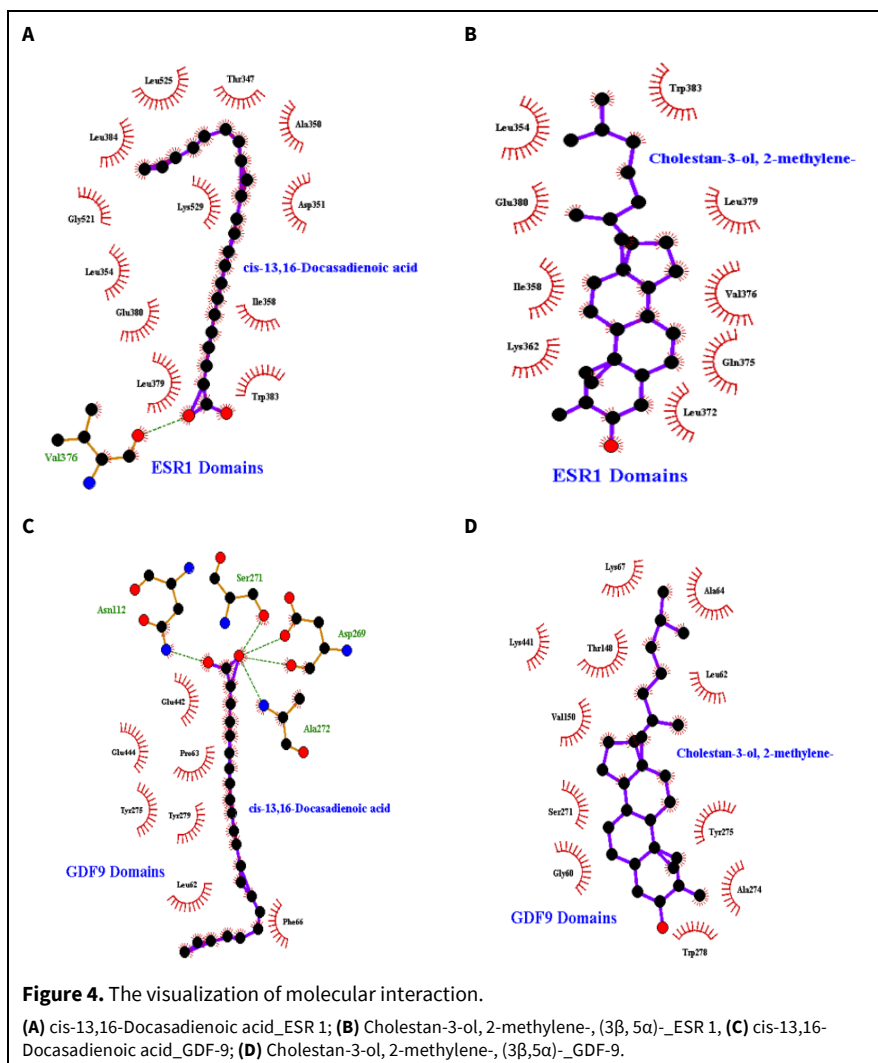 A
Leu525
Thr347
Leu384
Ala350
Lys529
Asp351
Gly521
cis-13,16-Docasadienoic acid
Leu354
Ile358
Glu380
Leu379
Trp383
Val376
ESR1 Domains
B
Trp383
Leu354
Cholestan-3-ol, 2-methylene-
Glu380
Leu379
Ile358
Val376
Lys362
Gln375
Leu372
ESR1 Domains
C
Ser271
Asn112
Asp269
Glu442
Ala272
Glu444
Pro63
cis-13,16-Docasadienoic acid
Tyr275
Tyr279
GDF9 Domains
Leu62
Phe66
D
Lys67
Ala64
Lys441
Thr148
Leu62
Val150
Cholestan-3-ol, 2-methylene-
Ser271
Tyr275
Gly60
Ala274
GDF9 Domains
Trp278
Figure 4. The visualization of molecular interaction.
(A) cis-13,16-Docasadienoic acid_ESR 1; (B) Cholestan-3-ol, 2-methylene-, (3β, 5α)-_ESR 1, (C) cis-13,16-
Docasadienoic acid_GDF-9; (D) Cholestan-3-ol, 2-methylene-, (3β,5α)-_GDF-9.